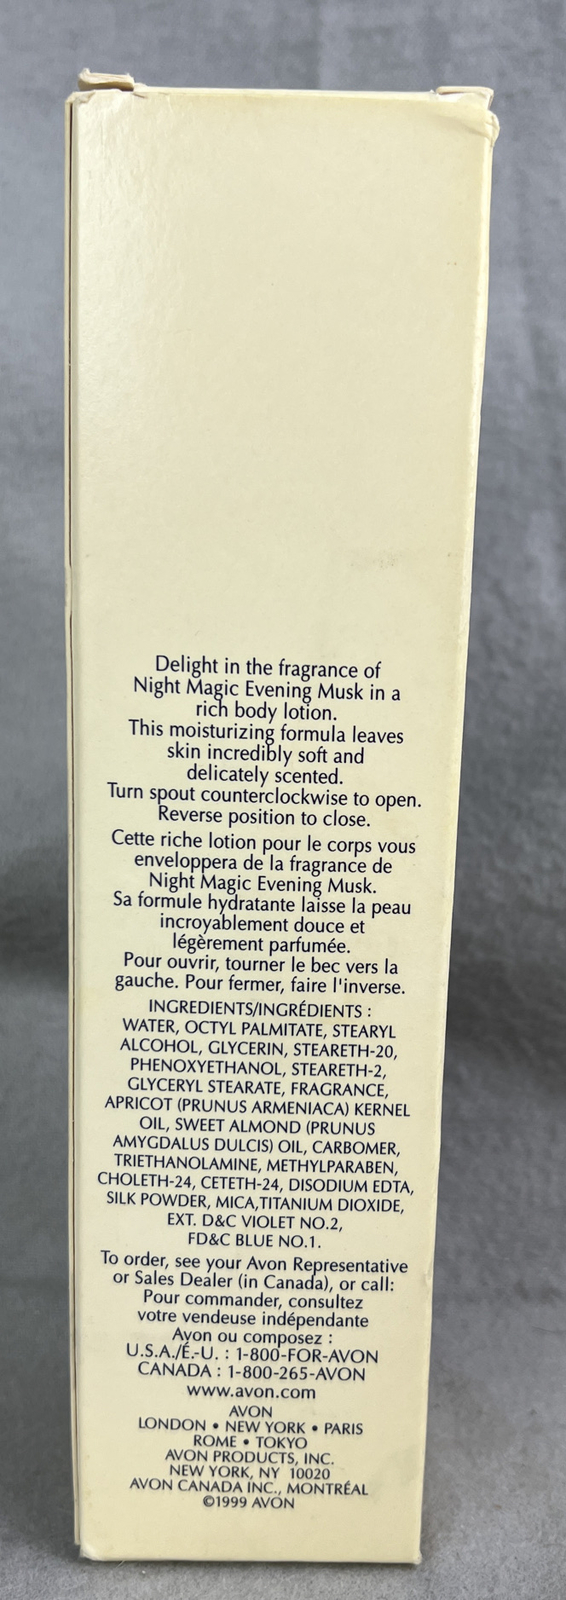 Delight in the fragrance of
Night Magic Evening Musk in a
rich body lotion.
This moisturizing formula leaves
skin incredibly soft and
delicately scented.
Turn spout counterclockwise to open.
Reverse position to close.
Cette riche lotion pour le corps vous
enveloppera de la fragrance de
Night Magic Evening Musk.
Sa formule hydratante laisse la peau
incroyablement douce et
légèrement parfumée.
Pour ouvrir, tourner le bec vers la
gauche. Pour fermer, faire l'inverse.
INGREDIENTS/INGRÉDIENTS :
WATER, OCTYL PALMITATE, STEARYL
ALCOHOL, GLYCERIN, STEARETH-20,
PHENOXYETHANOL, STEARETH-2,
GLYCERYL STEARATE, FRAGRANCE,
APRICOT (PRUNUS ARMENIACA) KERNEL
OIL, SWEET ALMOND (PRUNUS
AMYGDALUS DULCIS) OIL, CARBOMER,
TRIETHANOLAMINE, METHYLPARABEN,
CHOLETH-24, CETETH-24, DISODIUM EDTA,
SILK POWDER, MICA,TITANIUM DIOXIDE,
EXT. D&C VIOLET NO.2,
FD&C BLUE NO.1.
To order, see your Avon Representative
or Sales Dealer (in Canada), or call:
Pour commander, consultez
votre vendeuse indépendante
Avon ou composez :
U.S.A./É.-U. : 1-800-FOR-AVON
CANADA : 1-800-265-AVON
www.avon.com
AVON
LONDON • NEW YORK • PARIS
ROME • TOKYO
AVON PRODUCTS, INC.
NEW YORK, NY 10020
AVON CANADA INC., MONTRÉAL
©1999 AVON